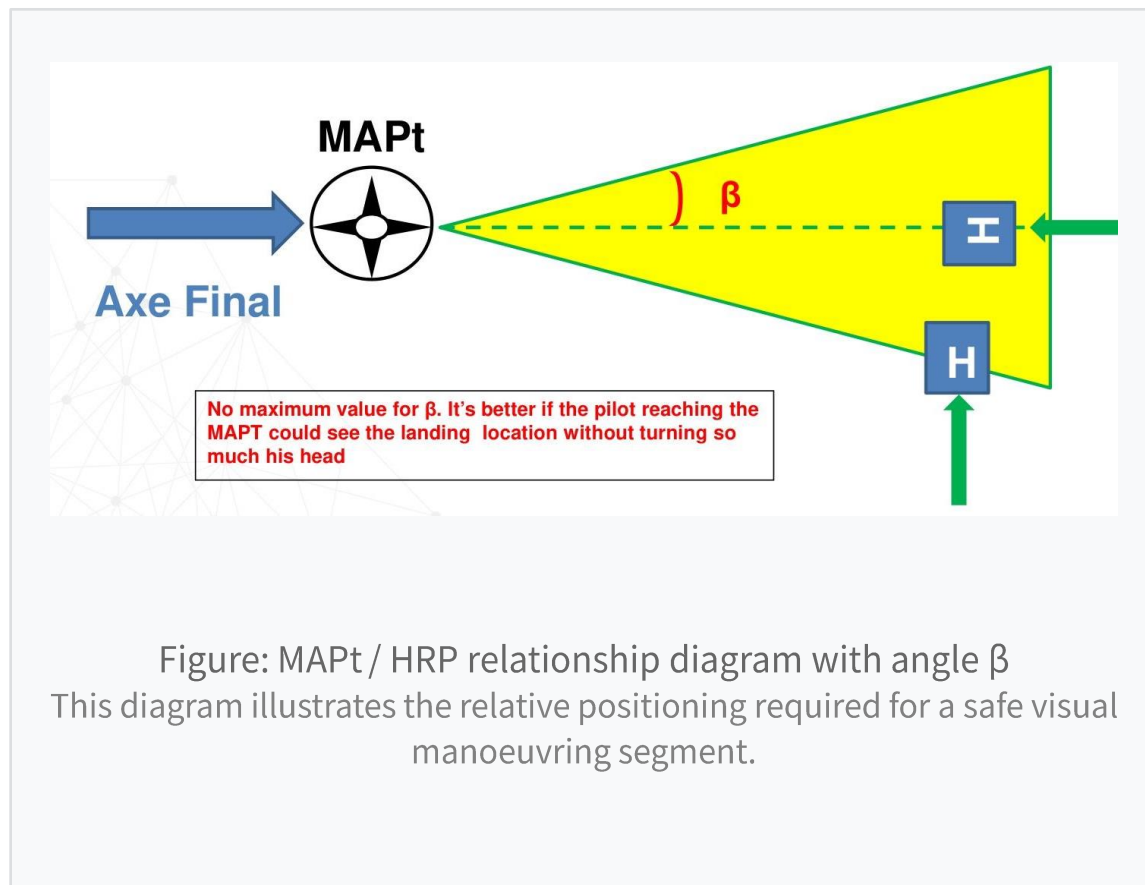 MAPt
β
Axe Final
H
H
No maximum value for β. It's better if the pilot reaching the
MAPT could see the landing location without turning so
much his head
Figure: MAPt / HRP relationship diagram with angle β
This diagram illustrates the relative positioning required for a safe visual
manoeuvring segment.